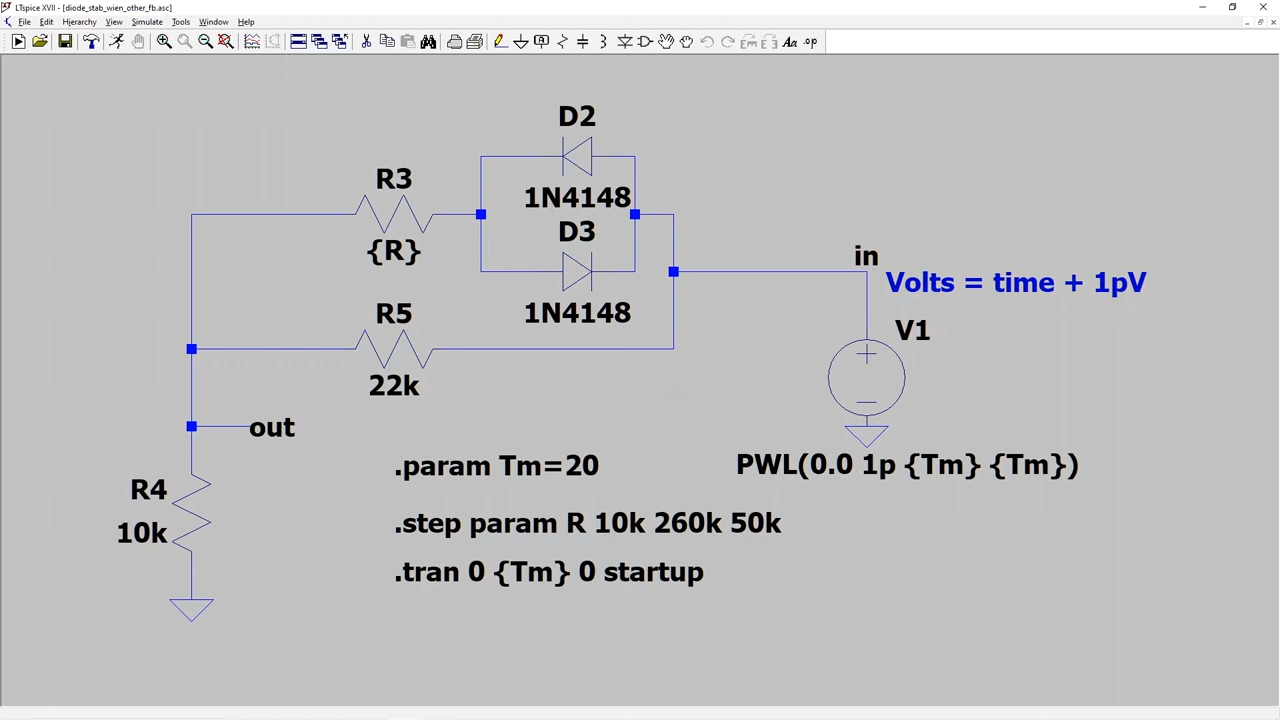 LTspice XVII - [diode_stab_wien_other_fb.asc]
File Edit Hierarchy View Simulate Tools Window Help
.op
D2
1N4148
R3
{R}
D3
1N4148
in
Volts = time + 1pV
R5
22k
V1
out
R4
10k
.param Tm=20
PWL(0.0 1p {Tm} {Tm})
.step param R 10k 260k 50k
.tran 0 {Tm} 0 startup